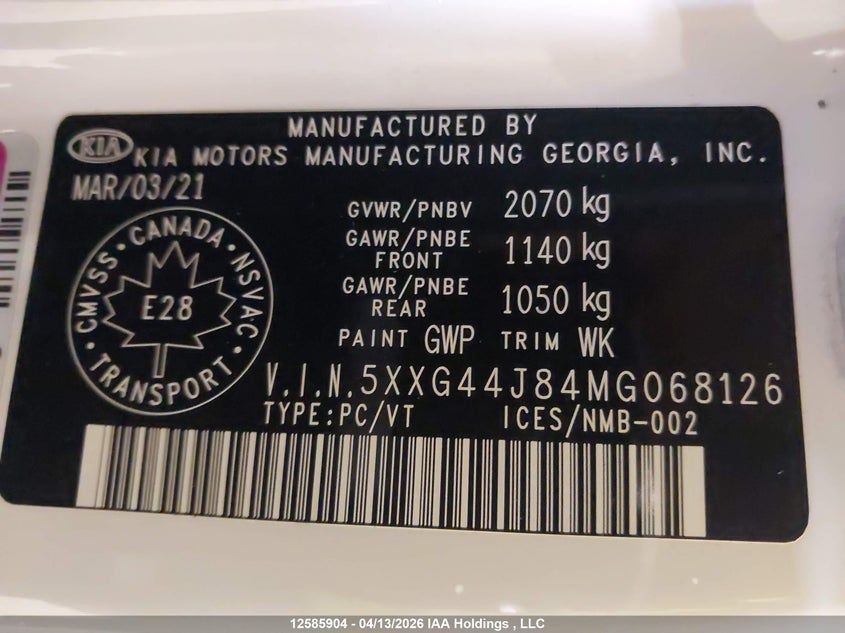 MANUFACTURED BY
KIA KIA MOTORS MANUFACTURING GEORGIA, INC.
MAR/03/21
GVWR/PNBV 2070 kg
GAWR/PNBE FRONT 1140 kg
GAWR/PNBE REAR 1050 kg
PAINT GWP TRIM WK
CANADA · NSVAC · TRANSPORT · CMVSS ·
E28
V.I.N.5XXG44J84MG068126
TYPE:PC/VT ICES/NMB-002
12585904 - 04/13/2026 IAA Holdings , LLC